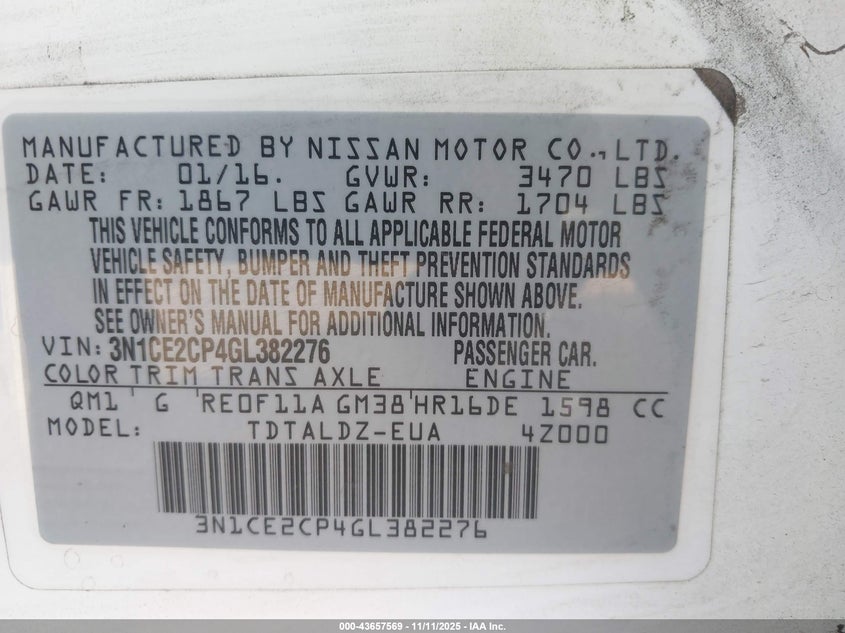 MANUFACTURED BY NISSAN MOTOR CO., LTD.
DATE: 01/16. GVWR: 3470 LBS
GAWR FR: 1867 LBS GAWR RR: 1704 LBS
THIS VEHICLE CONFORMS TO ALL APPLICABLE FEDERAL MOTOR
VEHICLE SAFETY, BUMPER AND THEFT PREVENTION STANDARDS
IN EFFECT ON THE DATE OF MANUFACTURE SHOWN ABOVE.
SEE OWNER'S MANUAL FOR ADDITIONAL INFORMATION.
VIN: 3N1CE2CP4GL382276 PASSENGER CAR.
COLOR TRIM TRANS AXLE ENGINE
QM1 G RE0F11A GM38 HR16DE 1598 CC
MODEL: TDTALDZ-EUA 4Z000
3N1CE2CP4GL382276
000-43657569 - 11/11/2025 - IAA Inc.